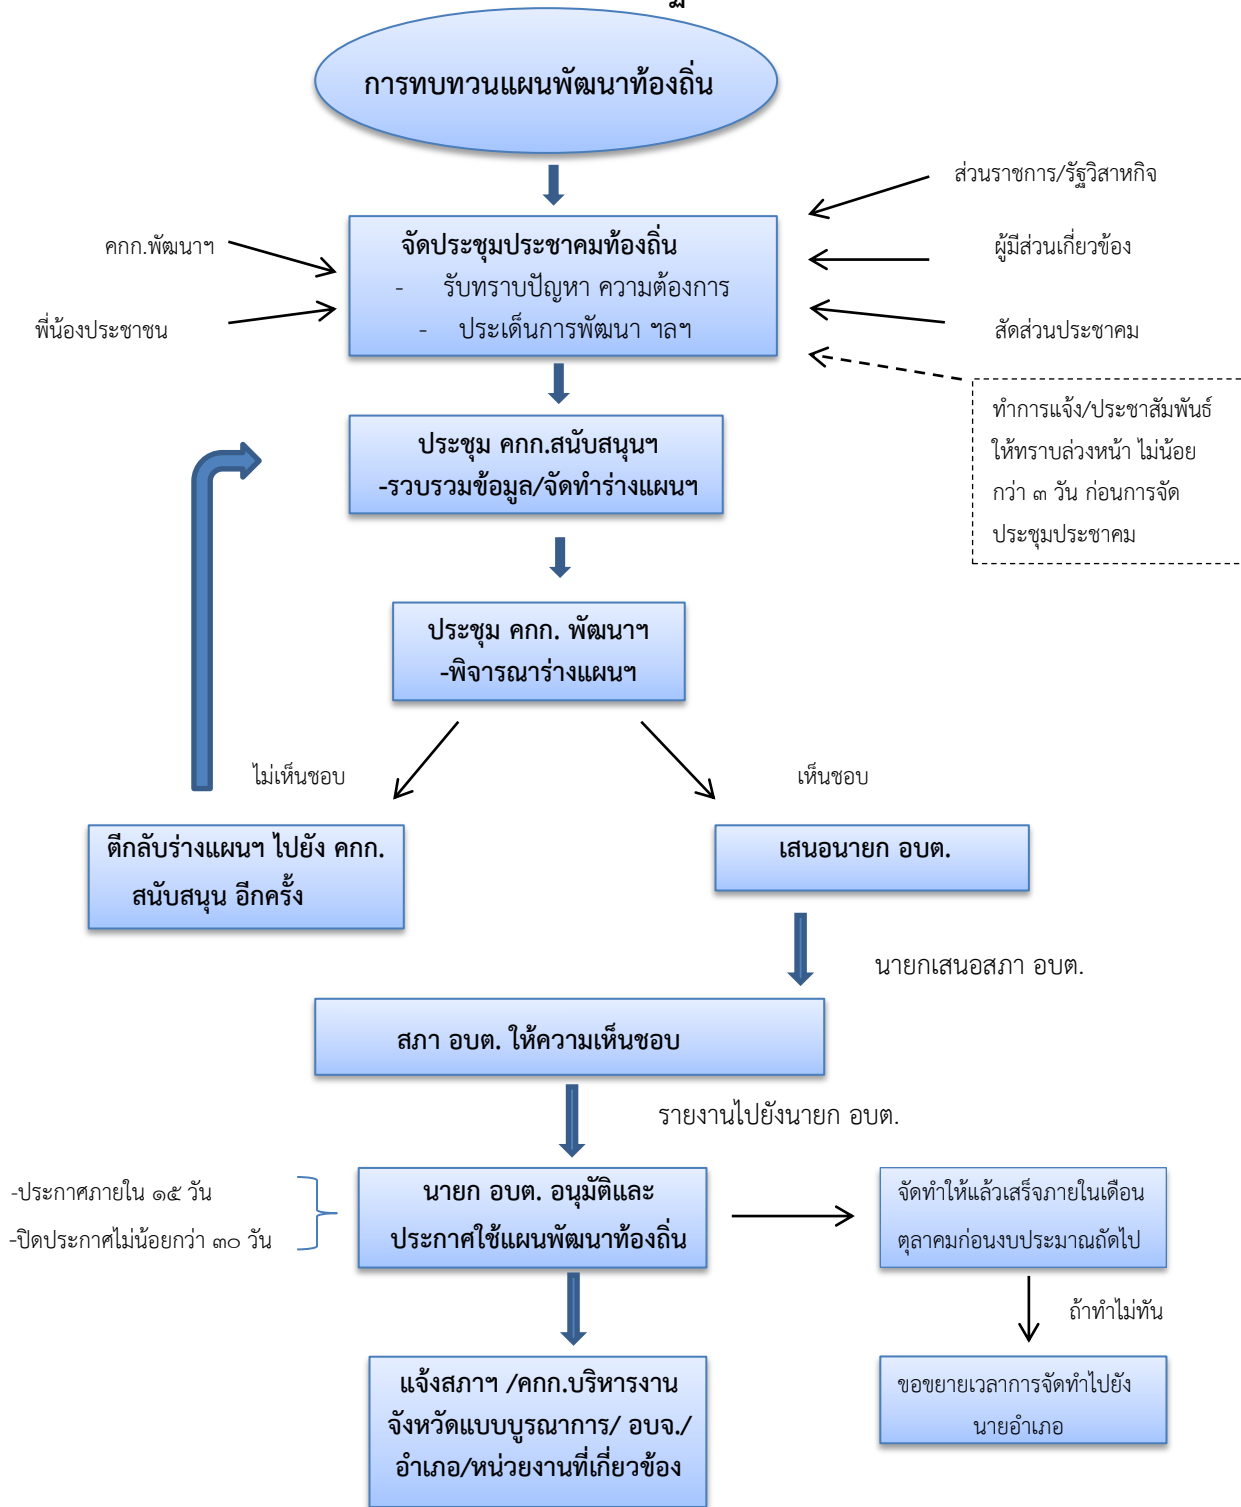 การทบทวนแผนพัฒนาท้องถิ่น
ส่วนราชการ/รัฐวิสาหกิจ
คกก.พัฒนาฯ
จัดประชุมประชาคมท้องถิ่น
ผู้มีส่วนเกี่ยวข้อง
- รับทราบปัญหา ความต้องการ
พี่น้องประชาชน
- ประเด็นการพัฒนา ฯลฯ
สัดส่วนประชาคม
ทำการแจ้ง/ประชาสัมพันธ์
ให้ทราบล่วงหน้า ไม่น้อย
กว่า ๓ วัน ก่อนการจัด
ประชุมประชาคม
ประชุม คกก.สนับสนุนฯ
-รวบรวมข้อมูล/จัดทำร่างแผนฯ
ประชุม คกก. พัฒนาฯ
-พิจารณาร่างแผนฯ
ไม่เห็นชอบ
เห็นชอบ
ตีกลับร่างแผนฯ ไปยัง คกก.
สนับสนุน อีกครั้ง
เสนอนายก อบต.
นายกเสนอสภา อบต.
สภา อบต. ให้ความเห็นชอบ
รายงานไปยังนายก อบต.
-ประกาศภายใน ๑๕ วัน
-ปิดประกาศไม่น้อยกว่า ๓๐ วัน
นายก อบต. อนุมัติและ
ประกาศใช้แผนพัฒนาท้องถิ่น
จัดทำให้แล้วเสร็จภายในเดือน
ตุลาคมก่อนงบประมาณถัดไป
ถ้าทำไม่ทัน
แจ้งสภาฯ /คกก.บริหารงาน
จังหวัดแบบบูรณาการ/ อบจ./
อำเภอ/หน่วยงานที่เกี่ยวข้อง
ขอขยายเวลาการจัดทำไปยัง
นายอำเภอ